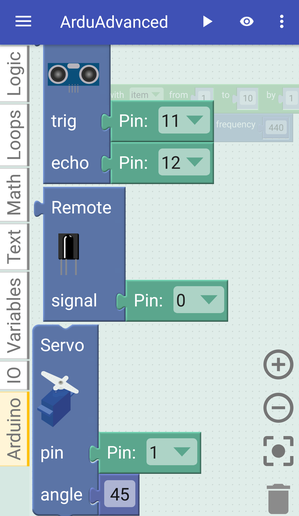 ArduAdvanced
Logic
Loops
Math
Text
Variables
IO
Arduino
with item from 1 to 10 by 1
frequency 440
trig Pin: 11
echo Pin: 12
Remote
signal Pin: 0
Servo
pin Pin: 1
angle 45